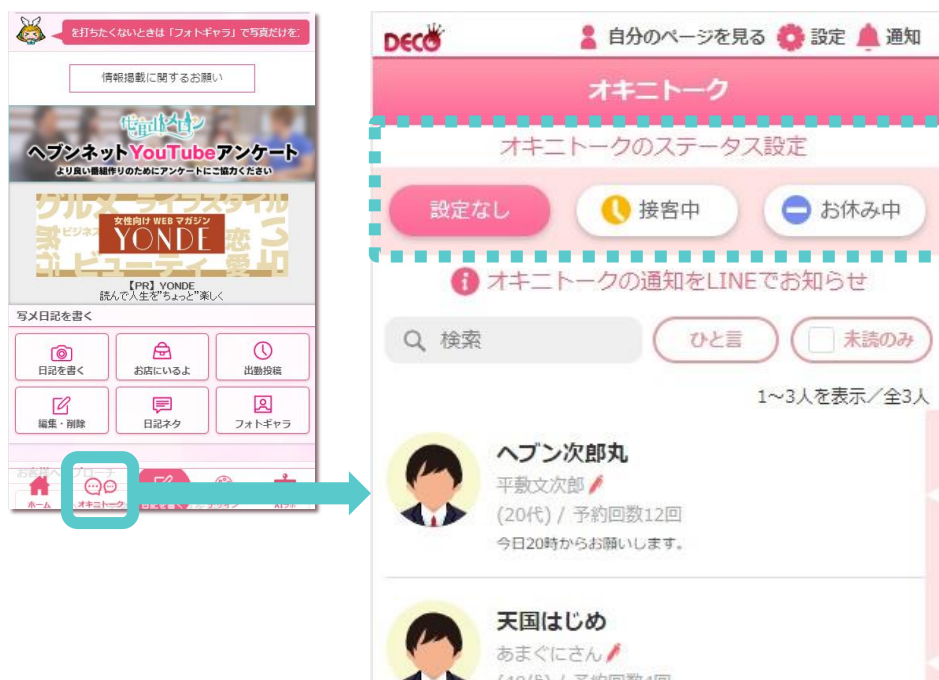 を打ちたくないときは「フォトギャラ」で写真だけを
情報掲載に関するお願い
ヘブンネットYouTubeアンケート
より良い番組作りのためにアンケートにご協力ください
グルメ ライフスタイル
ビジネス
女性向け WEB マガジン
YONDE
恋
ビューティ 愛
【PR】YONDE
読んで人生を”ちょっと”楽しく
写メ日記を書く
日記を書く
お店にいるよ
出勤投稿
編集・削除
日記ネタ
フォトギャラ
ホーム
オキニトーク
DECO
自分のページを見る
設定
通知
オキニトーク
オキニトークのステータス設定
設定なし
接客中
お休み中
オキニトークの通知をLINEでお知らせ
検索
ひと言
未読のみ
1~3人を表示/全3人
ヘブン次郎丸
平敷文次郎
(20代) / 予約回数12回
今日20時からお願いします。
天国はじめ
あまぐにさん
(40代) / 予約回数4回